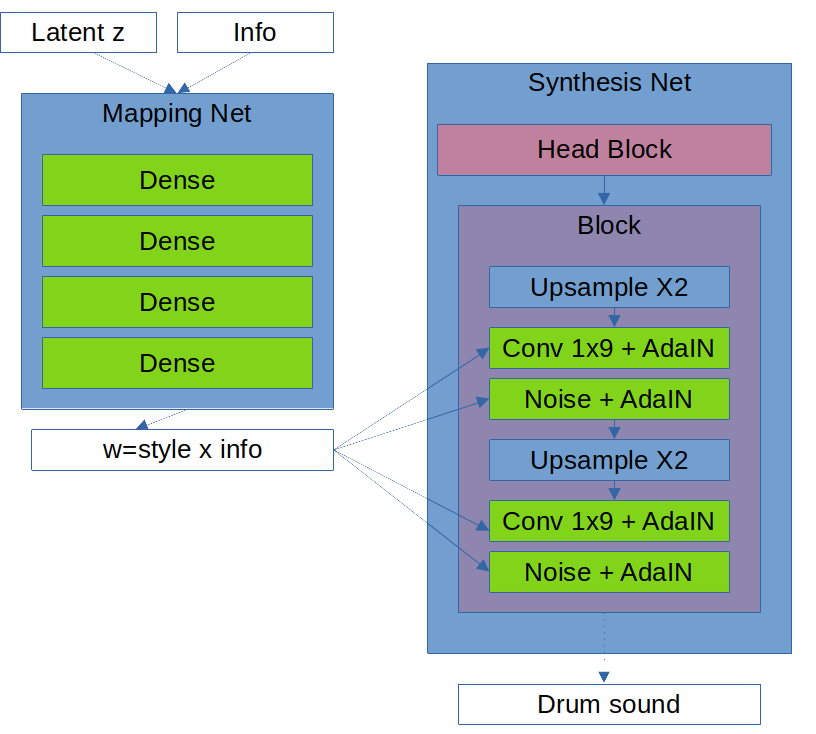 Latent z
Info
Mapping Net
Dense
Dense
Dense
Dense
w=style x info
Synthesis Net
Head Block
Block
Upsample X2
Conv 1x9 + AdaIN
Noise + AdaIN
Upsample X2
Conv 1x9 + AdaIN
Noise + AdaIN
Drum sound